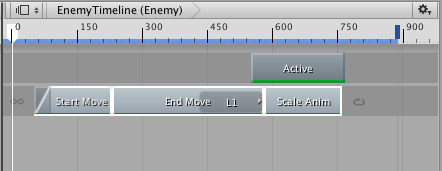 EnemyTimeline (Enemy)
0 150 300 450 600 750 900
Active
Start Move End Move L1 Scale Anim